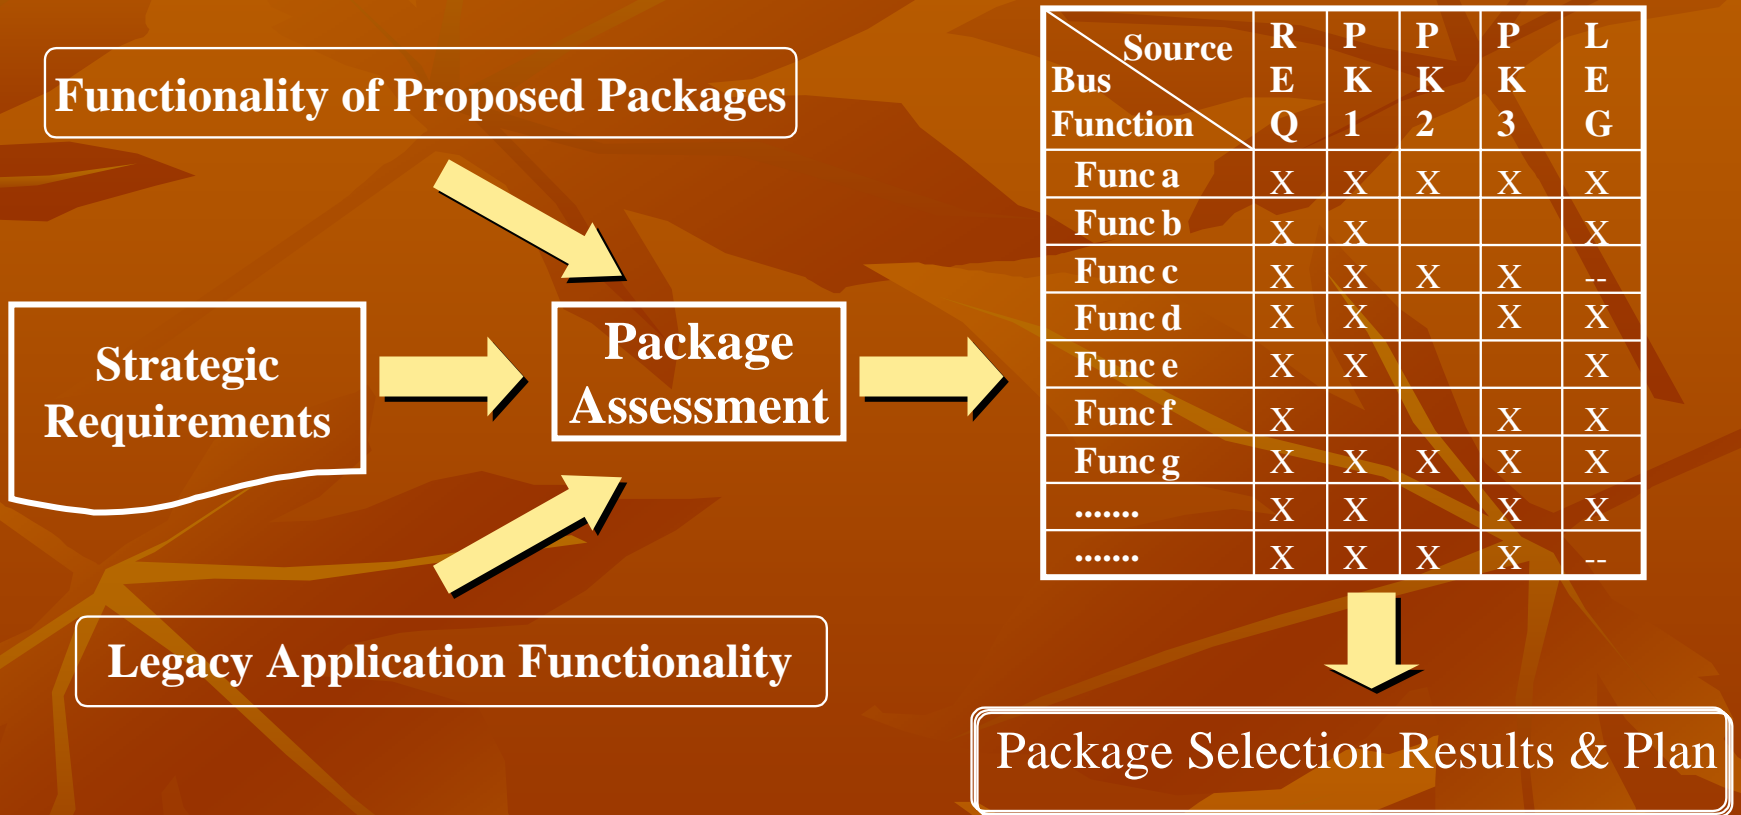 Functionality of Proposed Packages
Strategic
Requirements
Package
Assessment
Legacy Application Functionality
Source
Bus
Function
R E Q
P K 1
P K 2
P K 3
L E G
Func a X X X X X
Func b X X X
Func c X X X X --
Func d X X X X
Func e X X X
Func f X X X
Func g X X X X X
....... X X X X
....... X X X X --
Package Selection Results & Plan